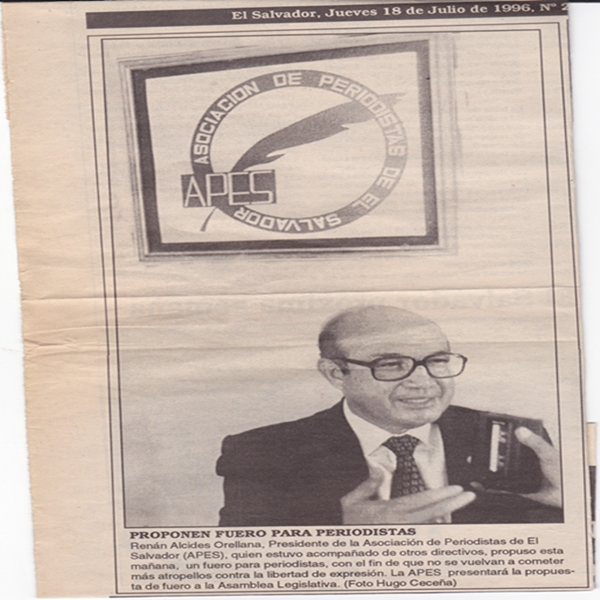 El Salvador, Jueves 18 de Julio de 1996, Nº
ASOCIACION DE PERIODISTAS DE EL SALVADOR
APES
PROPONEN FUERO PARA PERIODISTAS
Renán Alcides Orellana, Presidente de la Asociación de Periodistas de El
Salvador (APES), quien estuvo acompañado de otros directivos, propuso esta
mañana, un fuero para periodistas, con el fin de que no se vuelvan a cometer
más atropellos contra la libertad de expresión. La APES presentará la propues-
ta de fuero a la Asamblea Legislativa. (Foto Hugo Ceceña)